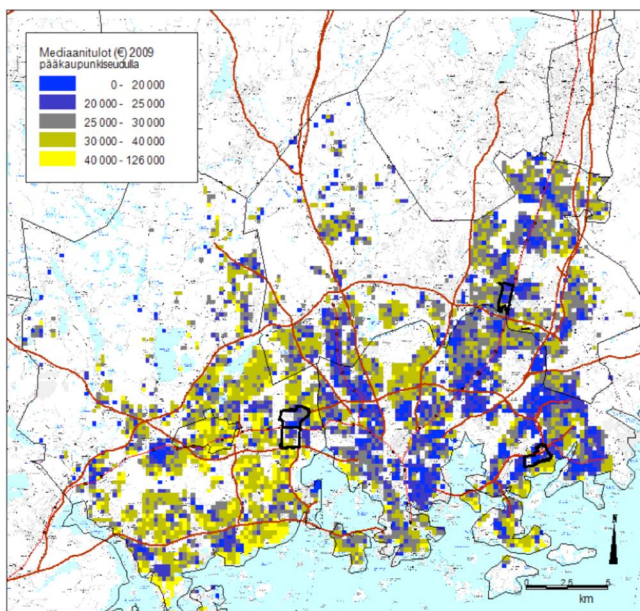 Mediaanitulot (€) 2009
pääkaupunkiseudulla
0 - 20 000
20 000 - 25 000
25 000 - 30 000
30 000 - 40 000
40 000 - 126 000
0 2,5 5
km